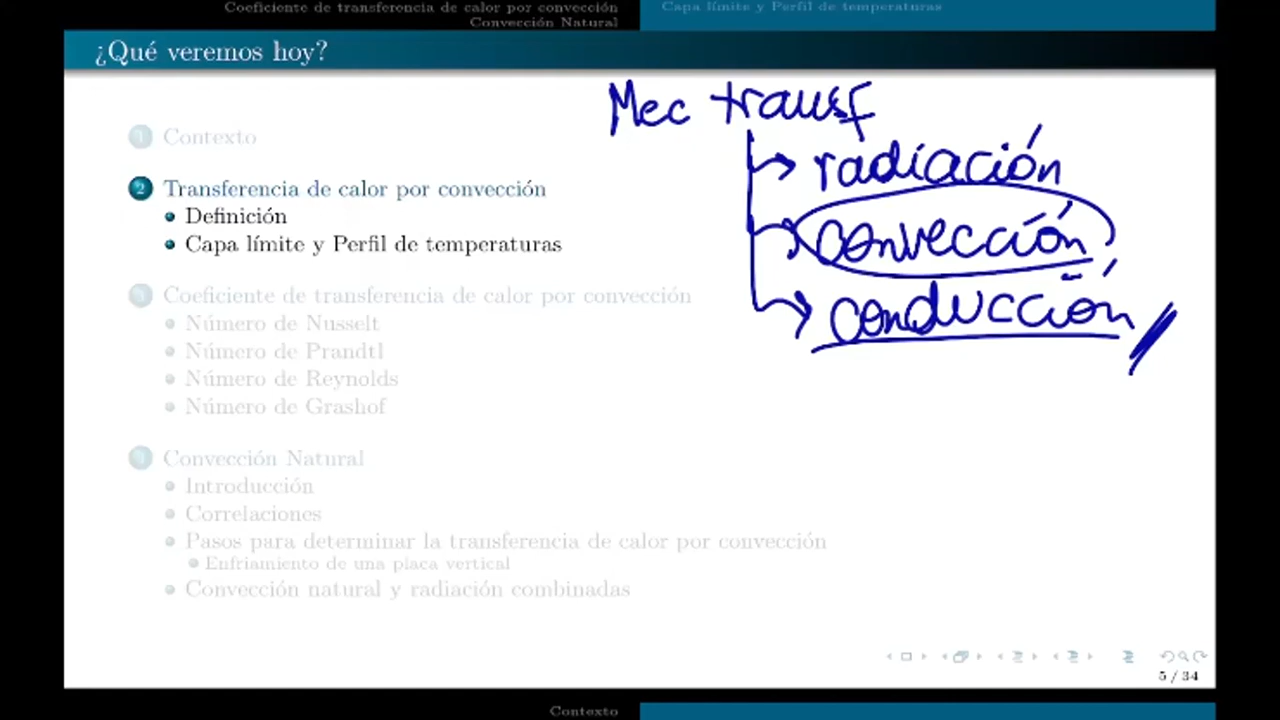 Coeficiente de transferencia de calor por convección
Convección Natural
Capa límite y Perfil de temperaturas
¿Qué veremos hoy?
Mec transf
radiación
convección
conducción
1 Contexto
2 Transferencia de calor por convección
Definición
Capa límite y Perfil de temperaturas
3 Coeficiente de transferencia de calor por convección
Número de Nusselt
Número de Prandtl
Número de Reynolds
Número de Grashof
Convección Natural
Introducción
Correlaciones
Pasos para determinar la transferencia de calor por convección
Enfriamiento de una placa vertical
Convección natural y radiación combinadas
5 / 34
Contexto